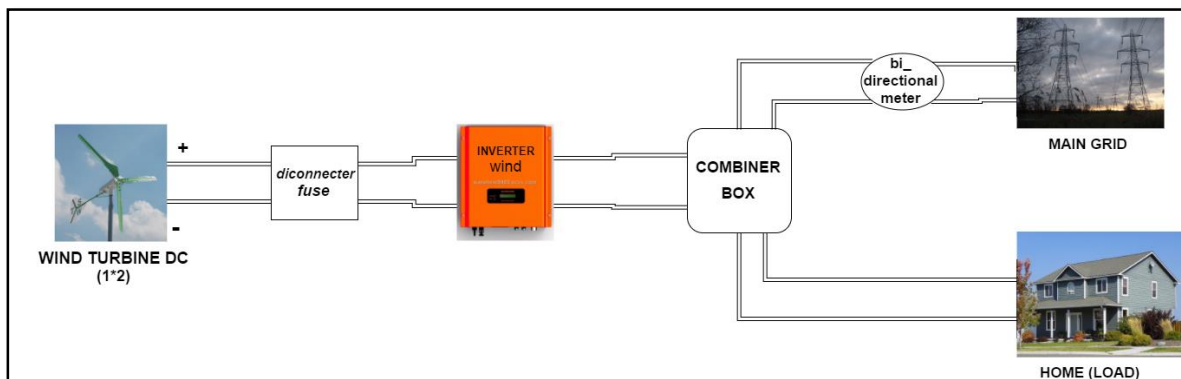 WIND TURBINE DC
(1*2)
+
-
diconnecter
fuse
INVERTER
wind
COMBINER
BOX
bi_
directional
meter
MAIN GRID
HOME (LOAD)